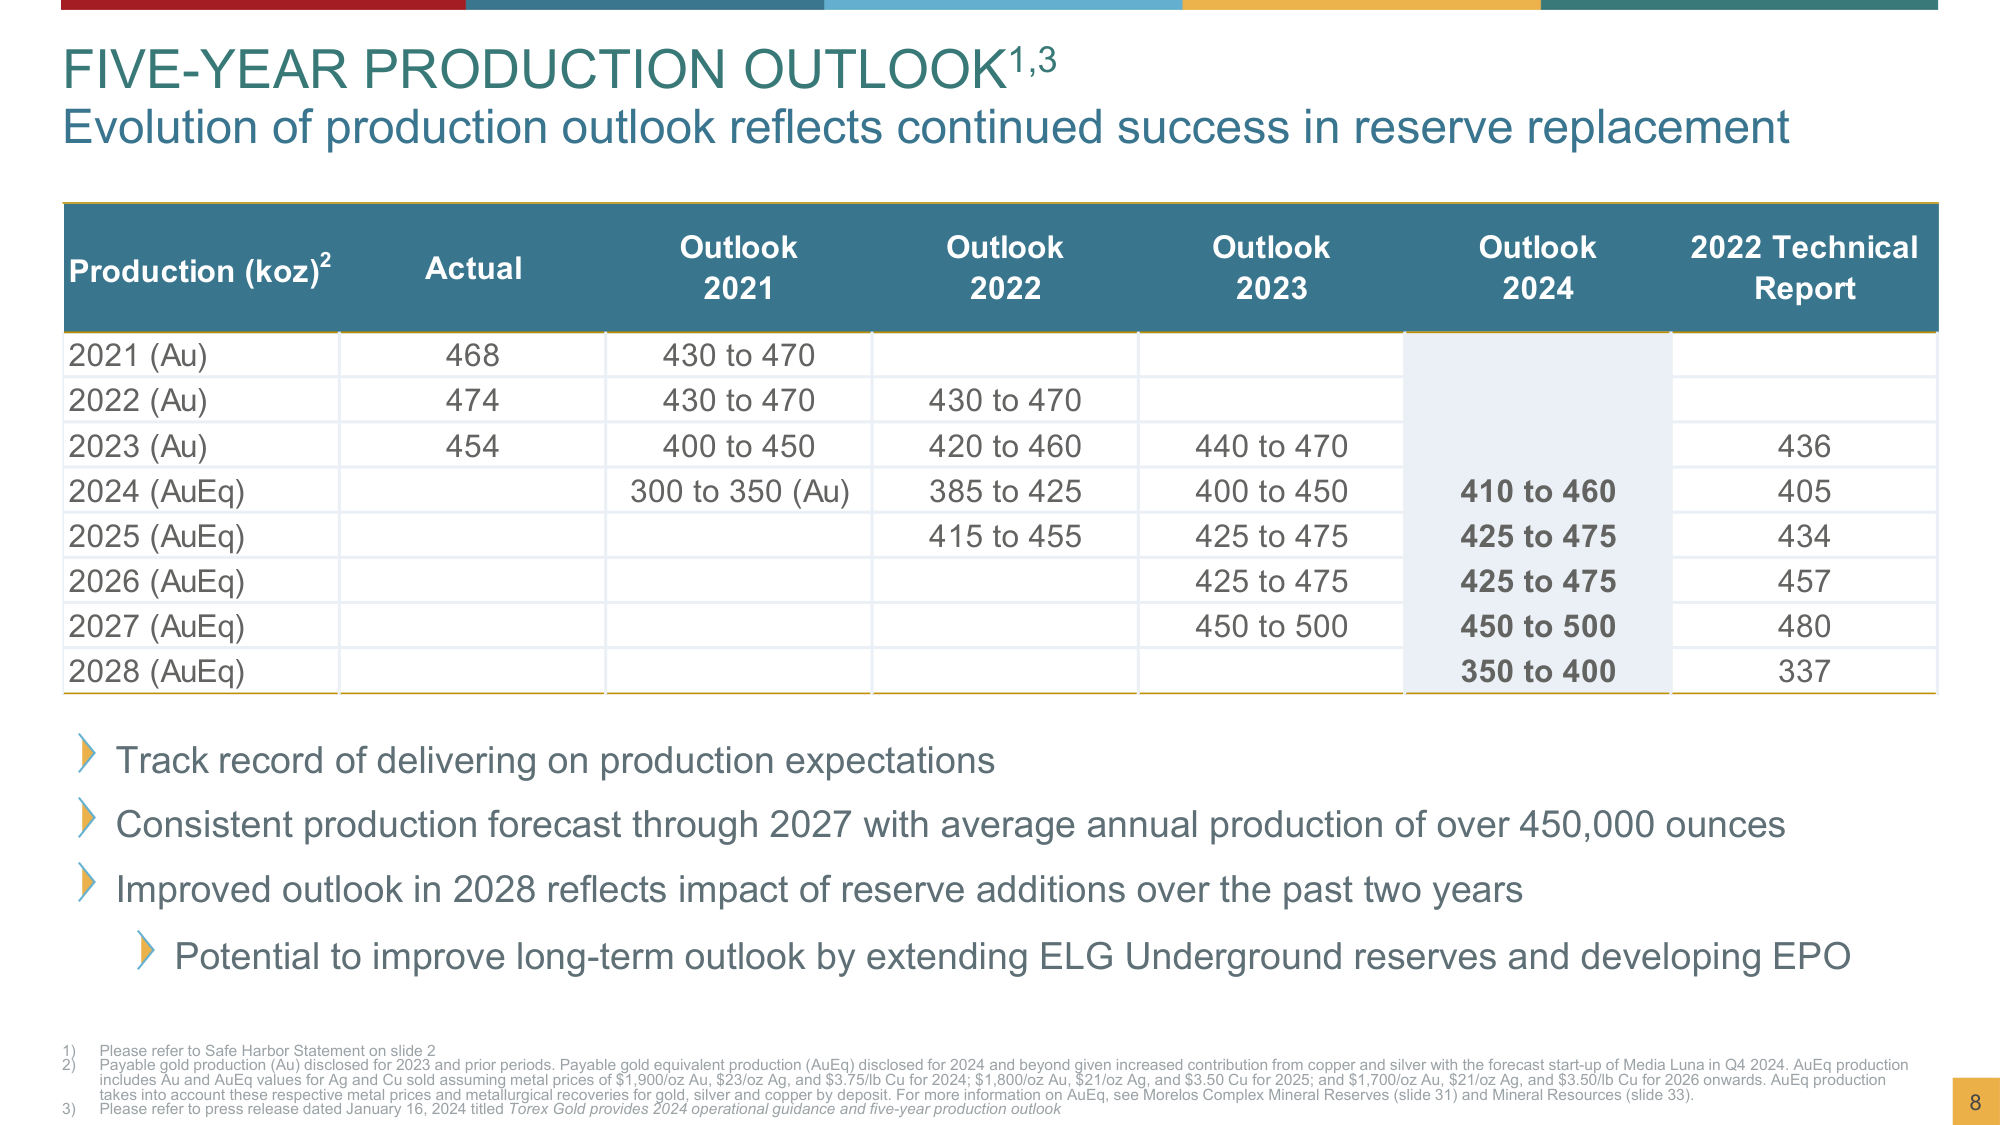 FIVE-YEAR PRODUCTION OUTLOOK1,3
Evolution of production outlook reflects continued success in reserve replacement
Production (koz)2 Actual Outlook 2021 Outlook 2022 Outlook 2023 Outlook 2024 2022 Technical Report
2021 (Au) 468 430 to 470
2022 (Au) 474 430 to 470 430 to 470
2023 (Au) 454 400 to 450 420 to 460 440 to 470 436
2024 (AuEq) 300 to 350 (Au) 385 to 425 400 to 450 410 to 460 405
2025 (AuEq) 415 to 455 425 to 475 425 to 475 434
2026 (AuEq) 425 to 475 425 to 475 457
2027 (AuEq) 450 to 500 450 to 500 480
2028 (AuEq) 350 to 400 337
Track record of delivering on production expectations
Consistent production forecast through 2027 with average annual production of over 450,000 ounces
Improved outlook in 2028 reflects impact of reserve additions over the past two years
Potential to improve long-term outlook by extending ELG Underground reserves and developing EPO
1) Please refer to Safe Harbor Statement on slide 2
2) Payable gold production (Au) disclosed for 2023 and prior periods. Payable gold equivalent production (AuEq) disclosed for 2024 and beyond given increased contribution from copper and silver with the forecast start-up of Media Luna in Q4 2024. AuEq production
includes Au and AuEq values for Ag and Cu sold assuming metal prices of $1,900/oz Au, $23/oz Ag, and $3.75/lb Cu for 2024; $1,800/oz Au, $21/oz Ag, and $3.50 Cu for 2025; and $1,700/oz Au, $21/oz Ag, and $3.50/lb Cu for 2026 onwards. AuEq production
takes into account these respective metal prices and metallurgical recoveries for gold, silver and copper by deposit. For more information on AuEq, see Morelos Complex Mineral Reserves (slide 31) and Mineral Resources (slide 33).
3) Please refer to press release dated January 16, 2024 titled Torex Gold provides 2024 operational guidance and five-year production outlook
8